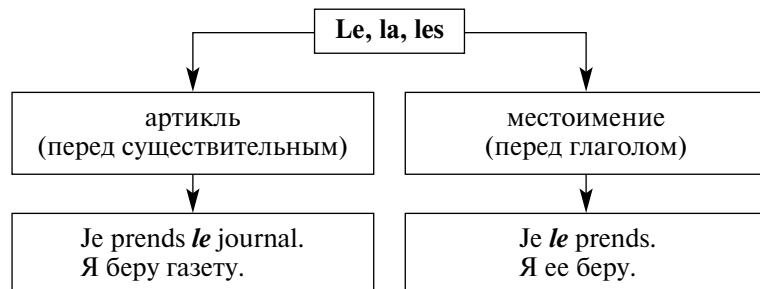 Le, la, les
артикль
(перед существительным)
местоимение
(перед глаголом)
Je prends le journal.
Я беру газету.
Je le prends.
Я ее беру.